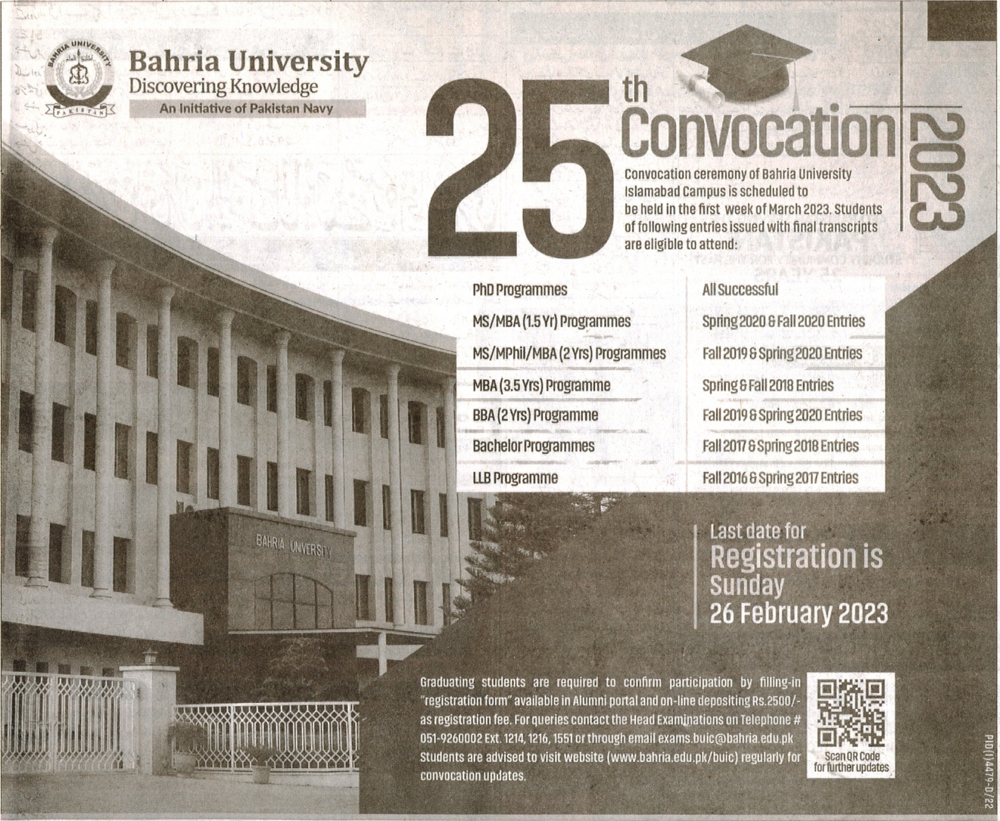 BAHRIA UNIVERSITY
PAKISTAN
Bahria University
Discovering Knowledge
An Initiative of Pakistan Navy
25th
Convocation
2023
Convocation ceremony of Bahria University
Islamabad Campus is scheduled to
be held in the first week of March 2023. Students
of following entries issued with final transcripts
are eligible to attend:
PhD Programmes All Successful
MS/MBA (1.5 Yr) Programmes Spring 2020 & Fall 2020 Entries
MS/MPhil/MBA (2 Yrs) Programmes Fall 2019 & Spring 2020 Entries
MBA (3.5 Yrs) Programme Spring & Fall 2018 Entries
BBA (2 Yrs) Programme Fall 2019 & Spring 2020 Entries
Bachelor Programmes Fall 2017 & Spring 2018 Entries
LLB Programme Fall 2016 & Spring 2017 Entries
BAHRIA UNIVERSITY
Last date for
Registration is
Sunday
26 February 2023
Graduating students are required to confirm participation by filling-in
"registration form" available in Alumni portal and on-line depositing Rs.2500/-
as registration fee. For queries contact the Head Examinations on Telephone #
051-9260002 Ext. 1214, 1216, 1551 or through email exams.buic@bahria.edu.pk
Students are advised to visit website (www.bahria.edu.pk/buic) regularly for
convocation updates.
Scan QR Code
for further updates
PID(I)4479-D/22